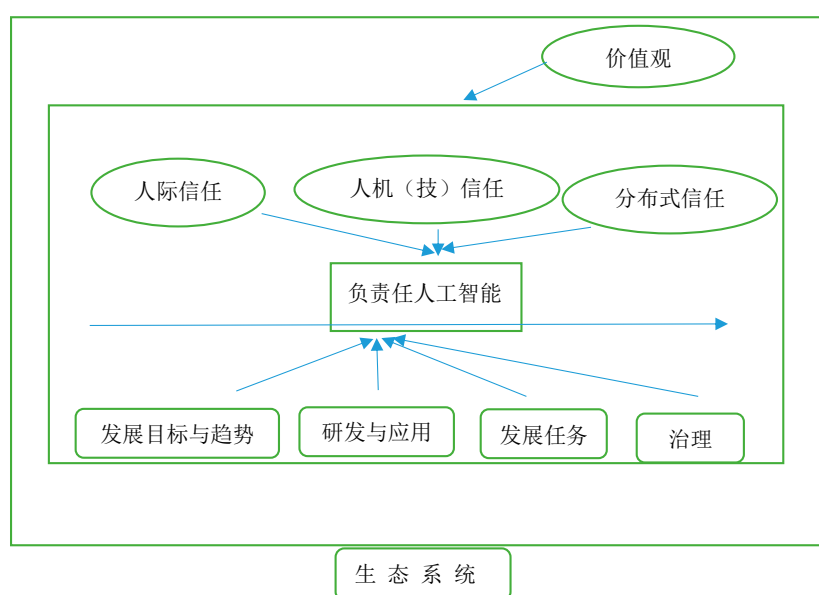 价值观
人际信任
人机（技）信任
分布式信任
负责任人工智能
发展目标与趋势
研发与应用
发展任务
治理
生 态 系 统